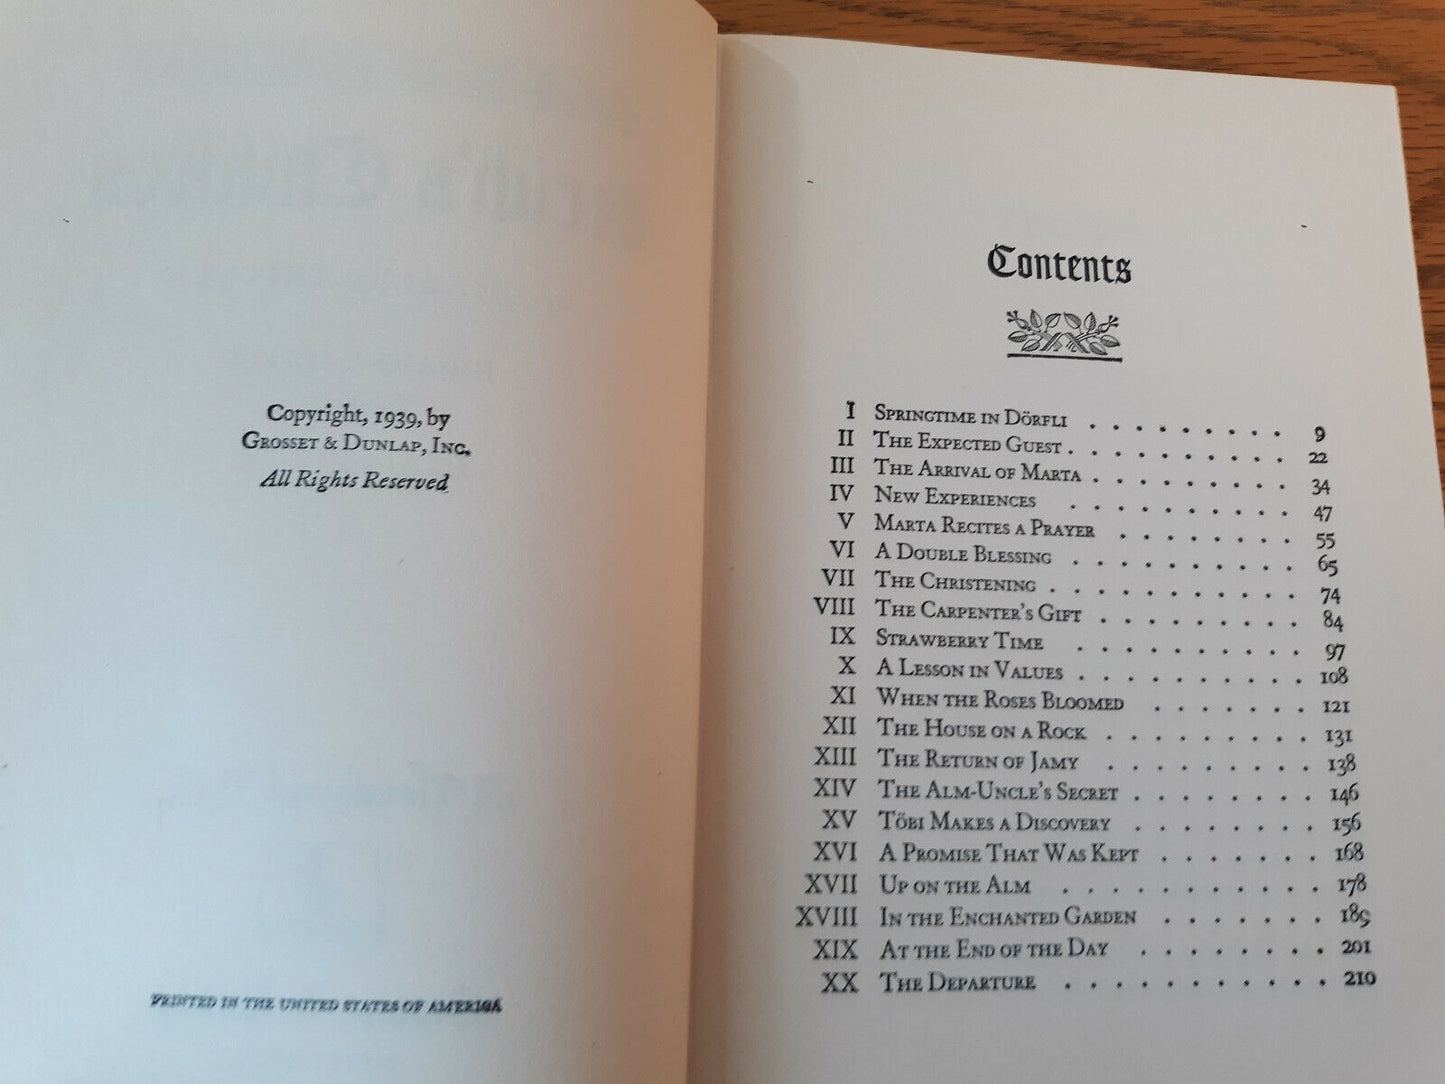 Copyright, 1939, by
Grosset & Dunlap, Inc.
All Rights Reserved
PRINTED IN THE UNITED STATES OF AMERICA
Contents
I Springtime in Dörfli . . . . . . . . . 9
II The Expected Guest . . . . . . . . . . 22
III The Arrival of Marta . . . . . . . . . 34
IV New Experiences . . . . . . . . . . 47
V Marta Recites a Prayer . . . . . . . . 55
VI A Double Blessing . . . . . . . . . . 65
VII The Christening . . . . . . . . . . . 74
VIII The Carpenter's Gift . . . . . . . . . 84
IX Strawberry Time . . . . . . . . . . 97
X A Lesson in Values . . . . . . . . . . 108
XI When the Roses Bloomed . . . . . . . 121
XII The House on a Rock . . . . . . . . . 131
XIII The Return of Jamy . . . . . . . . . 138
XIV The Alm-Uncle's Secret . . . . . . . . 146
XV Töbi Makes a Discovery . . . . . . . . 156
XVI A Promise That Was Kept . . . . . . . 168
XVII Up on the Alm . . . . . . . . . . . 178
XVIII In the Enchanted Garden . . . . . . . 189
XIX At the End of the Day . . . . . . . . 201
XX The Departure . . . . . . . . . . . 210